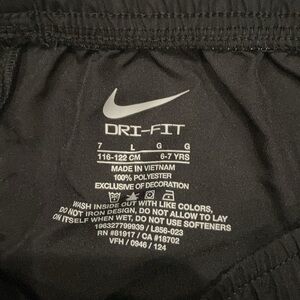 DRI-FIT
7 L G G
116-122 CM 6-7 YRS
MADE IN VIETNAM
100% POLYESTER
EXCLUSIVE OF DECORATION
WASH INSIDE OUT WITH LIKE COLORS,
DO NOT IRON DESIGN, DO NOT ALLOW TO LAY
ON ITSELF WHEN WET, DO NOT USE SOFTENERS
196327799939 / L856-023
RN #81917 / CA #18702
VFH / 0946 / 124